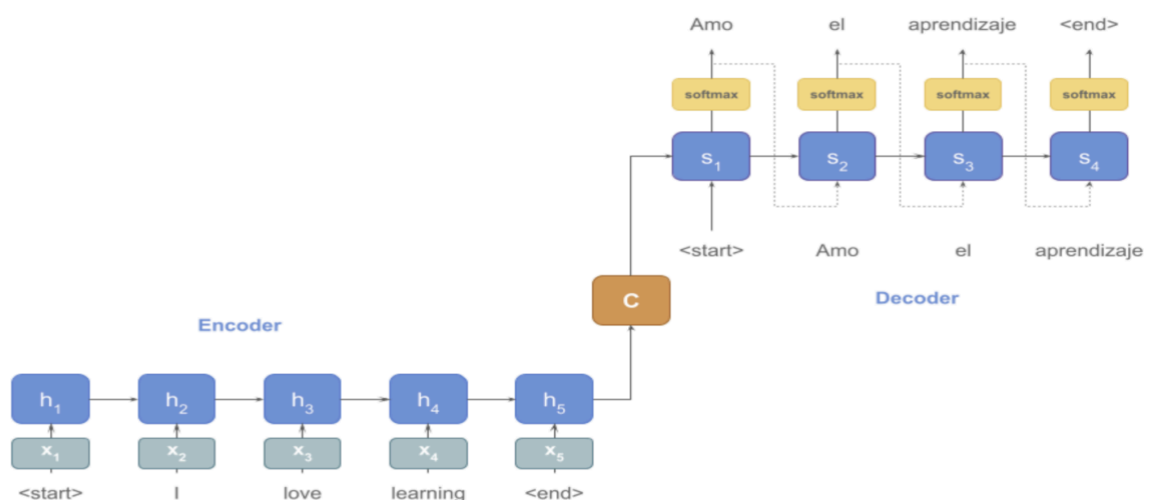 Amo el aprendizaje <end>
softmax softmax softmax softmax
s1 s2 s3 s4
<start> Amo el aprendizaje
C
Decoder
Encoder
h1 h2 h3 h4 h5
x1 x2 x3 x4 x5
<start> I love learning <end>